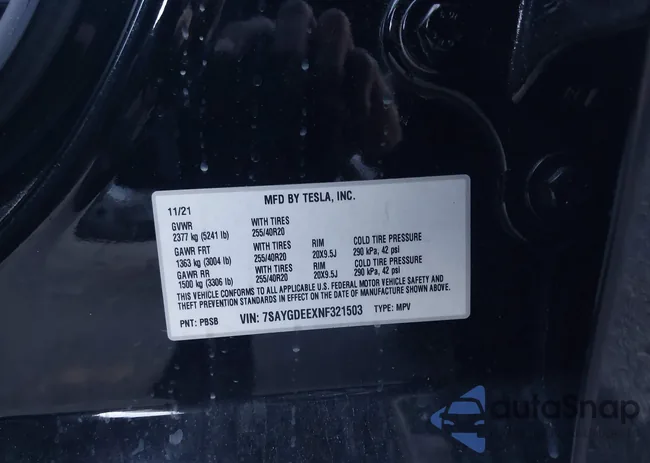 MFD BY TESLA, INC.
11/21
GVWR WITH TIRES
2377 kg (5241 lb) 255/40R20
GAWR FRT WITH TIRES RIM COLD TIRE PRESSURE
1363 kg (3004 lb) 255/40R20 20X9.5J 290 kPa, 42 psi
GAWR RR WITH TIRES RIM COLD TIRE PRESSURE
1500 kg (3306 lb) 255/40R20 20X9.5J 290 kPa, 42 psi
THIS VEHICLE CONFORMS TO ALL APPLICABLE U.S. FEDERAL MOTOR VEHICLE SAFETY AND
THEFT PREVENTION STANDARDS IN EFFECT ON THE DATE OF MANUFACTURE SHOWN ABOVE.
PNT: PBSB VIN: 7SAYGDEEXNF321503 TYPE: MPV
autoSnap